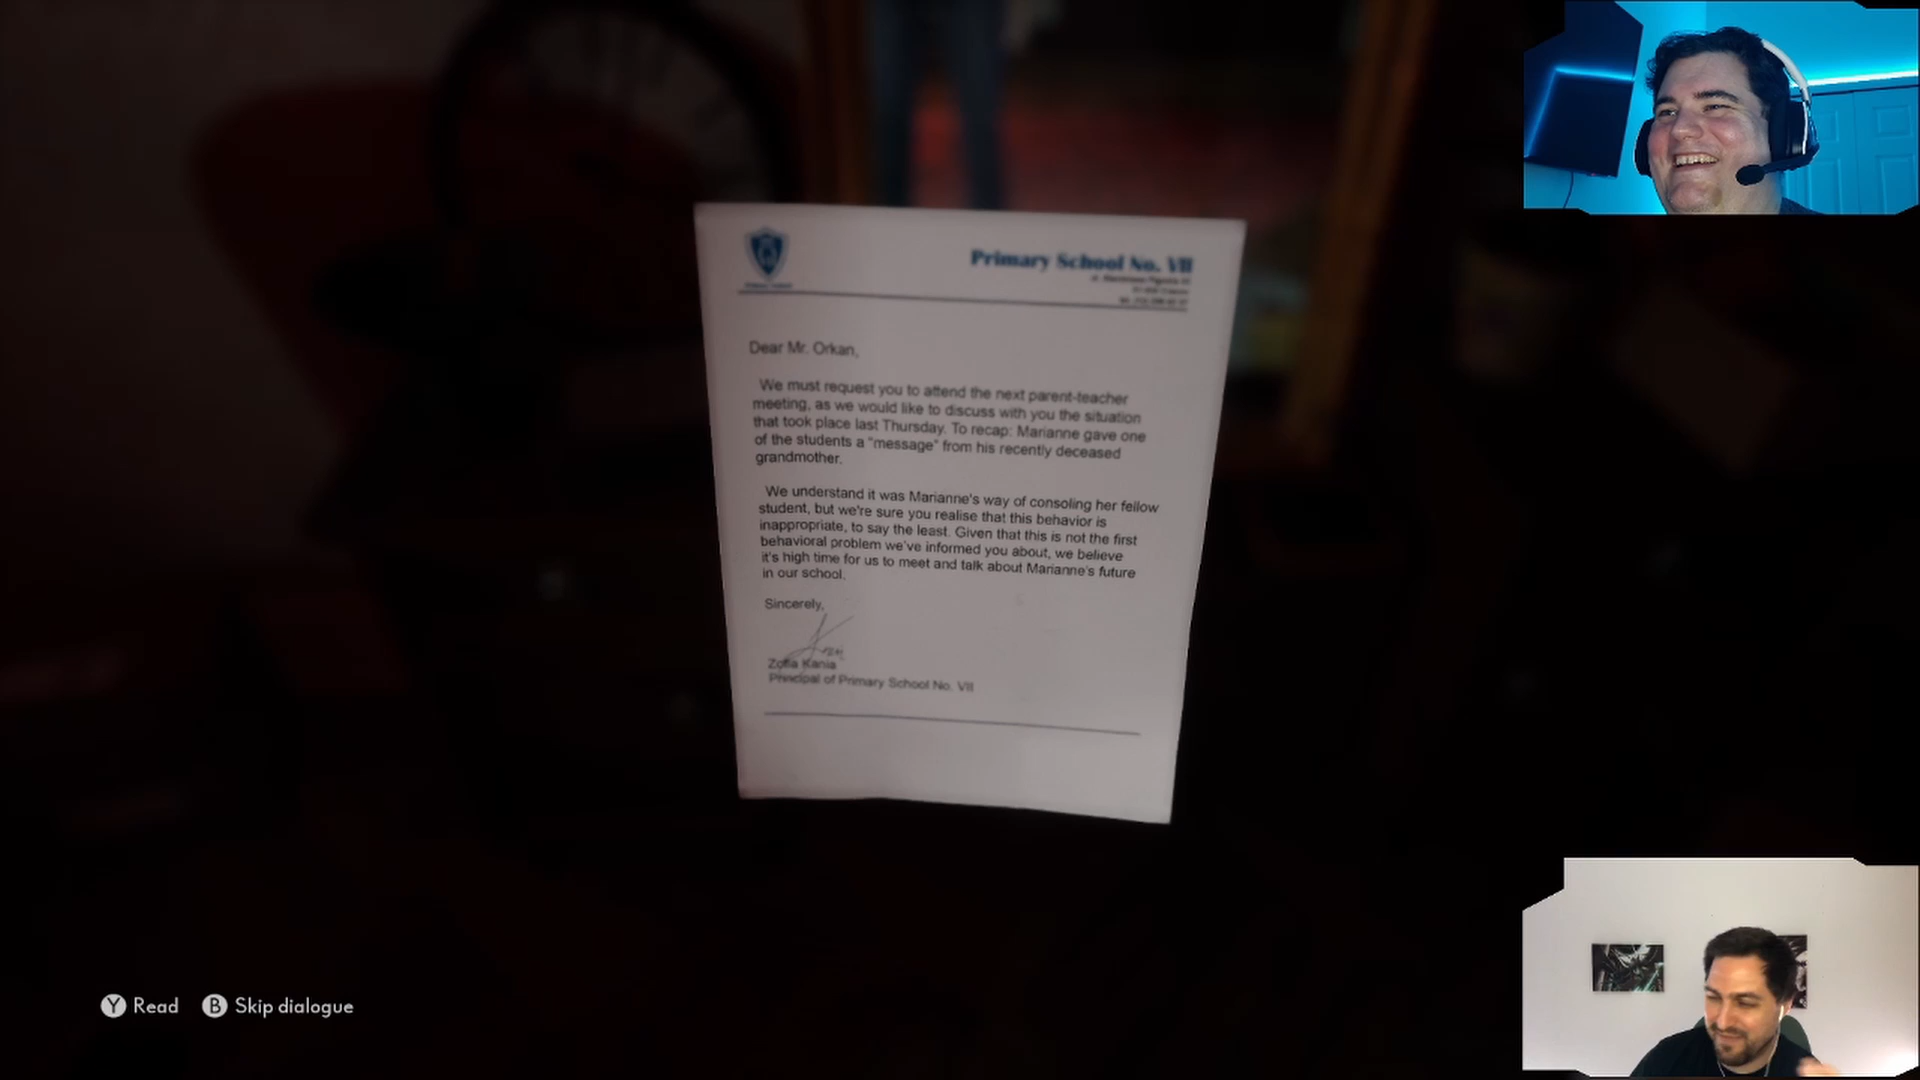 Primary School No. VII
Dear Mr. Orkan,
We must request you to attend the next parent-teacher
meeting, as we would like to discuss with you the situation
that took place last Thursday. To recap: Marianne gave one
of the students a "message" from his recently deceased
grandmother.
We understand it was Marianne's way of consoling her fellow
student, but we're sure you realise that this behavior is
inappropriate, to say the least. Given that this is not the first
behavioral problem we've informed you about, we believe
it's high time for us to meet and talk about Marianne's future
in our school.
Sincerely,
Zofia Kania
Principal of Primary School No. VII
Y Read B Skip dialogue